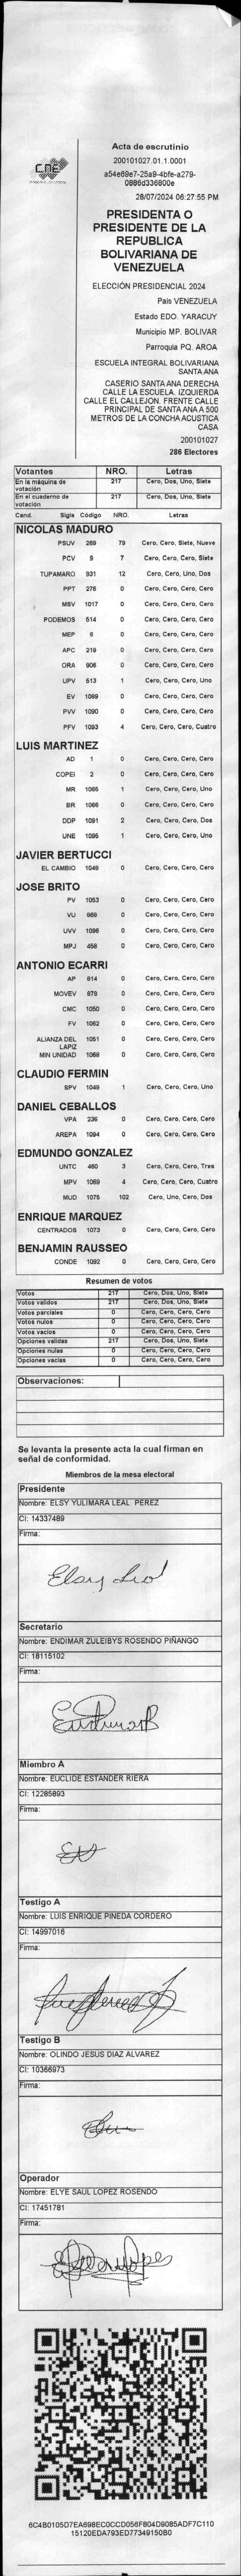 CNE
Acta de escrutinio
200101027.01.1.0001
a54e69e7-25a9-4bfe-a279-
0886d336800e
28/07/2024 06:27:55 PM
PRESIDENTA O
PRESIDENTE DE LA
REPUBLICA
BOLIVARIANA DE
VENEZUELA
ELECCIÓN PRESIDENCIAL 2024
Pais VENEZUELA
Estado EDO. YARACUY
Municipio MP. BOLIVAR
Parroquia PQ. AROA
ESCUELA INTEGRAL BOLIVARIANA
SANTA ANA
CASERIO SANTA ANA DERECHA
CALLE LA ESCUELA. IZQUIERDA
CALLE EL CALLEJON. FRENTE CALLE
PRINCIPAL DE SANTA ANA A 500
METROS DE LA CONCHA ACUSTICA
CASA
200101027
286 Electores
Votantes NRO. Letras
En la máquina de votación 217 Cero, Dos, Uno, Siete
En el cuaderno de votación 217 Cero, Dos, Uno, Siete
Cand. Sigla Código NRO. Letras
NICOLAS MADURO
PSUV 269 79 Cero, Cero, Siete, Nueve
PCV 9 7 Cero, Cero, Cero, Siete
TUPAMARO 931 12 Cero, Cero, Uno, Dos
PPT 276 0 Cero, Cero, Cero, Cero
MSV 1017 0 Cero, Cero, Cero, Cero
PODEMOS 514 0 Cero, Cero, Cero, Cero
MEP 6 0 Cero, Cero, Cero, Cero
APC 219 0 Cero, Cero, Cero, Cero
ORA 906 0 Cero, Cero, Cero, Cero
UPV 513 1 Cero, Cero, Cero, Uno
EV 1089 0 Cero, Cero, Cero, Cero
PVV 1090 0 Cero, Cero, Cero, Cero
PFV 1093 4 Cero, Cero, Cero, Cuatro
LUIS MARTINEZ
AD 1 0 Cero, Cero, Cero, Cero
COPEI 2 0 Cero, Cero, Cero, Cero
MR 1065 1 Cero, Cero, Cero, Uno
BR 1066 0 Cero, Cero, Cero, Cero
DDP 1091 2 Cero, Cero, Cero, Dos
UNE 1095 1 Cero, Cero, Cero, Uno
JAVIER BERTUCCI
EL CAMBIO 1046 0 Cero, Cero, Cero, Cero
JOSE BRITO
PV 1053 0 Cero, Cero, Cero, Cero
VU 868 0 Cero, Cero, Cero, Cero
UVV 1096 0 Cero, Cero, Cero, Cero
MPJ 458 0 Cero, Cero, Cero, Cero
ANTONIO ECARRI
AP 814 0 Cero, Cero, Cero, Cero
MOVEV 679 0 Cero, Cero, Cero, Cero
CMC 1050 0 Cero, Cero, Cero, Cero
FV 1062 0 Cero, Cero, Cero, Cero
ALIANZA DEL LAPIZ 1051 0 Cero, Cero, Cero, Cero
MIN UNIDAD 1068 0 Cero, Cero, Cero, Cero
CLAUDIO FERMIN
SPV 1049 1 Cero, Cero, Cero, Uno
DANIEL CEBALLOS
VPA 236 0 Cero, Cero, Cero, Cero
AREPA 1094 0 Cero, Cero, Cero, Cero
EDMUNDO GONZALEZ
UNTC 460 3 Cero, Cero, Cero, Tres
MPV 1069 4 Cero, Cero, Cero, Cuatro
MUD 1075 102 Cero, Uno, Cero, Dos
ENRIQUE MARQUEZ
CENTRADOS 1073 0 Cero, Cero, Cero, Cero
BENJAMIN RAUSSEO
CONDE 1092 0 Cero, Cero, Cero, Cero
Resumen de votos
Votos 217 Cero, Dos, Uno, Siete
Votos validos 217 Cero, Dos, Uno, Siete
Votos parciales 0 Cero, Cero, Cero, Cero
Votos nulos 0 Cero, Cero, Cero, Cero
Votos vacios 0 Cero, Cero, Cero, Cero
Opciones validas 217 Cero, Dos, Uno, Siete
Opciones nulas 0 Cero, Cero, Cero, Cero
Opciones vacias 0 Cero, Cero, Cero, Cero
Observaciones:
Se levanta la presente acta la cual firman en
señal de conformidad.
Miembros de la mesa electoral
Presidente
Nombre: ELSY YULIMARA LEAL PEREZ
CI: 14337489
Firma:
Secretario
Nombre: ENDIMAR ZULEIBYS ROSENDO PIÑANGO
CI: 18115102
Firma:
Miembro A
Nombre: EUCLIDE ESTANDER RIERA
CI: 12285893
Firma:
Testigo A
Nombre: LUIS ENRIQUE PINEDA CORDERO
CI: 14997016
Firma:
Testigo B
Nombre: OLINDO JESUS DIAZ ALVAREZ
CI: 10366973
Firma:
Operador
Nombre: ELYE SAUL LOPEZ ROSENDO
CI: 17451781
Firma:
6C4B0105D7EA698EC0CCD056F804D9085ADF7C110
15120EDA793ED77349150B0